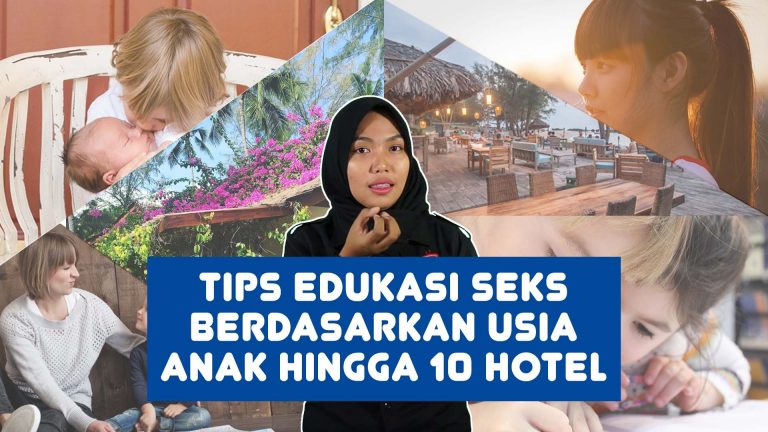 TIPS EDUKASI SEKS
BERDASARKAN USIA
ANAK HINGGA 10 HOTEL